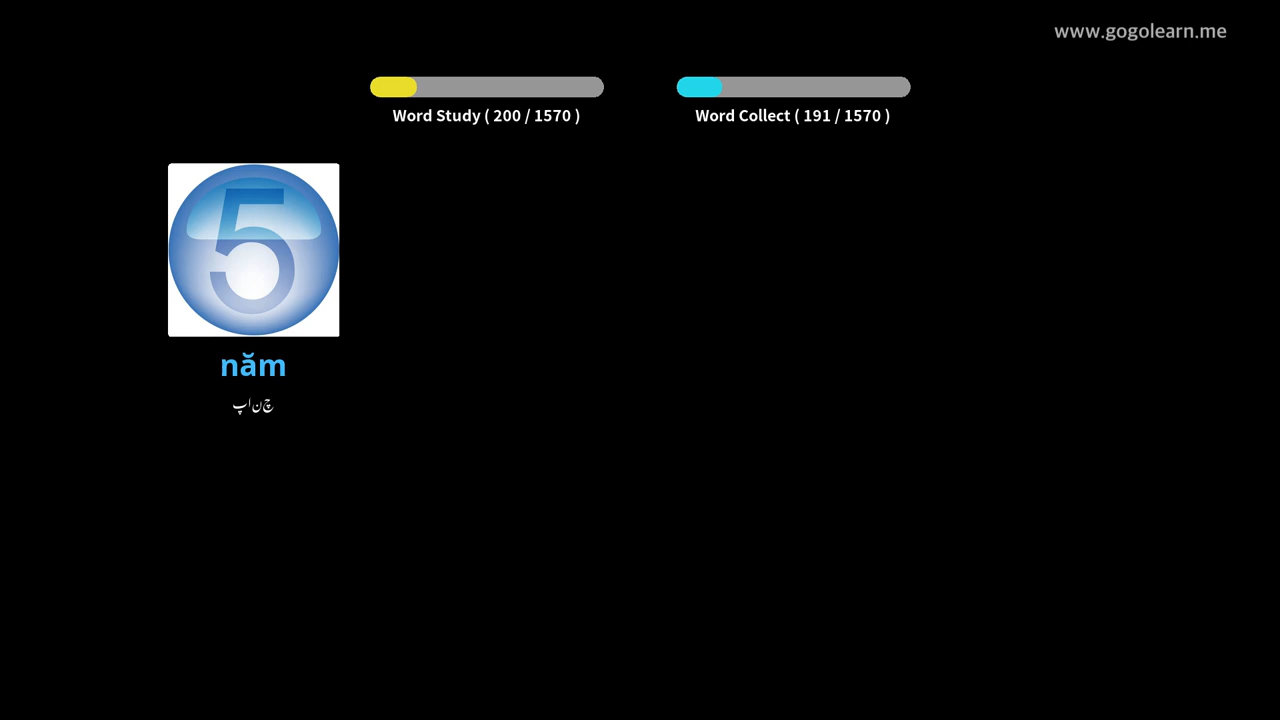 www.gogolearn.me
Word Study ( 200 / 1570 )
Word Collect ( 191 / 1570 )
5
năm
پانچ